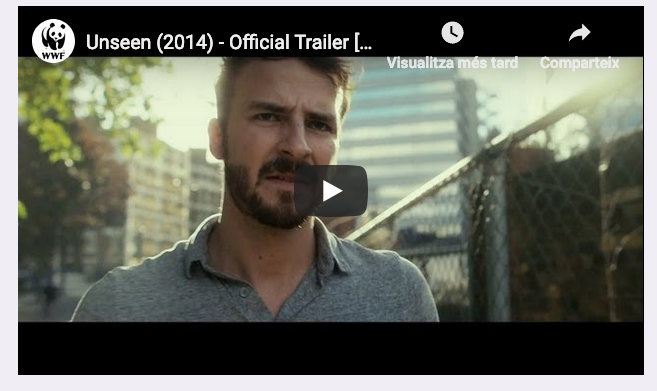 WWF
Unseen (2014) - Official Trailer [...
Visualitza més tard
Comparteix